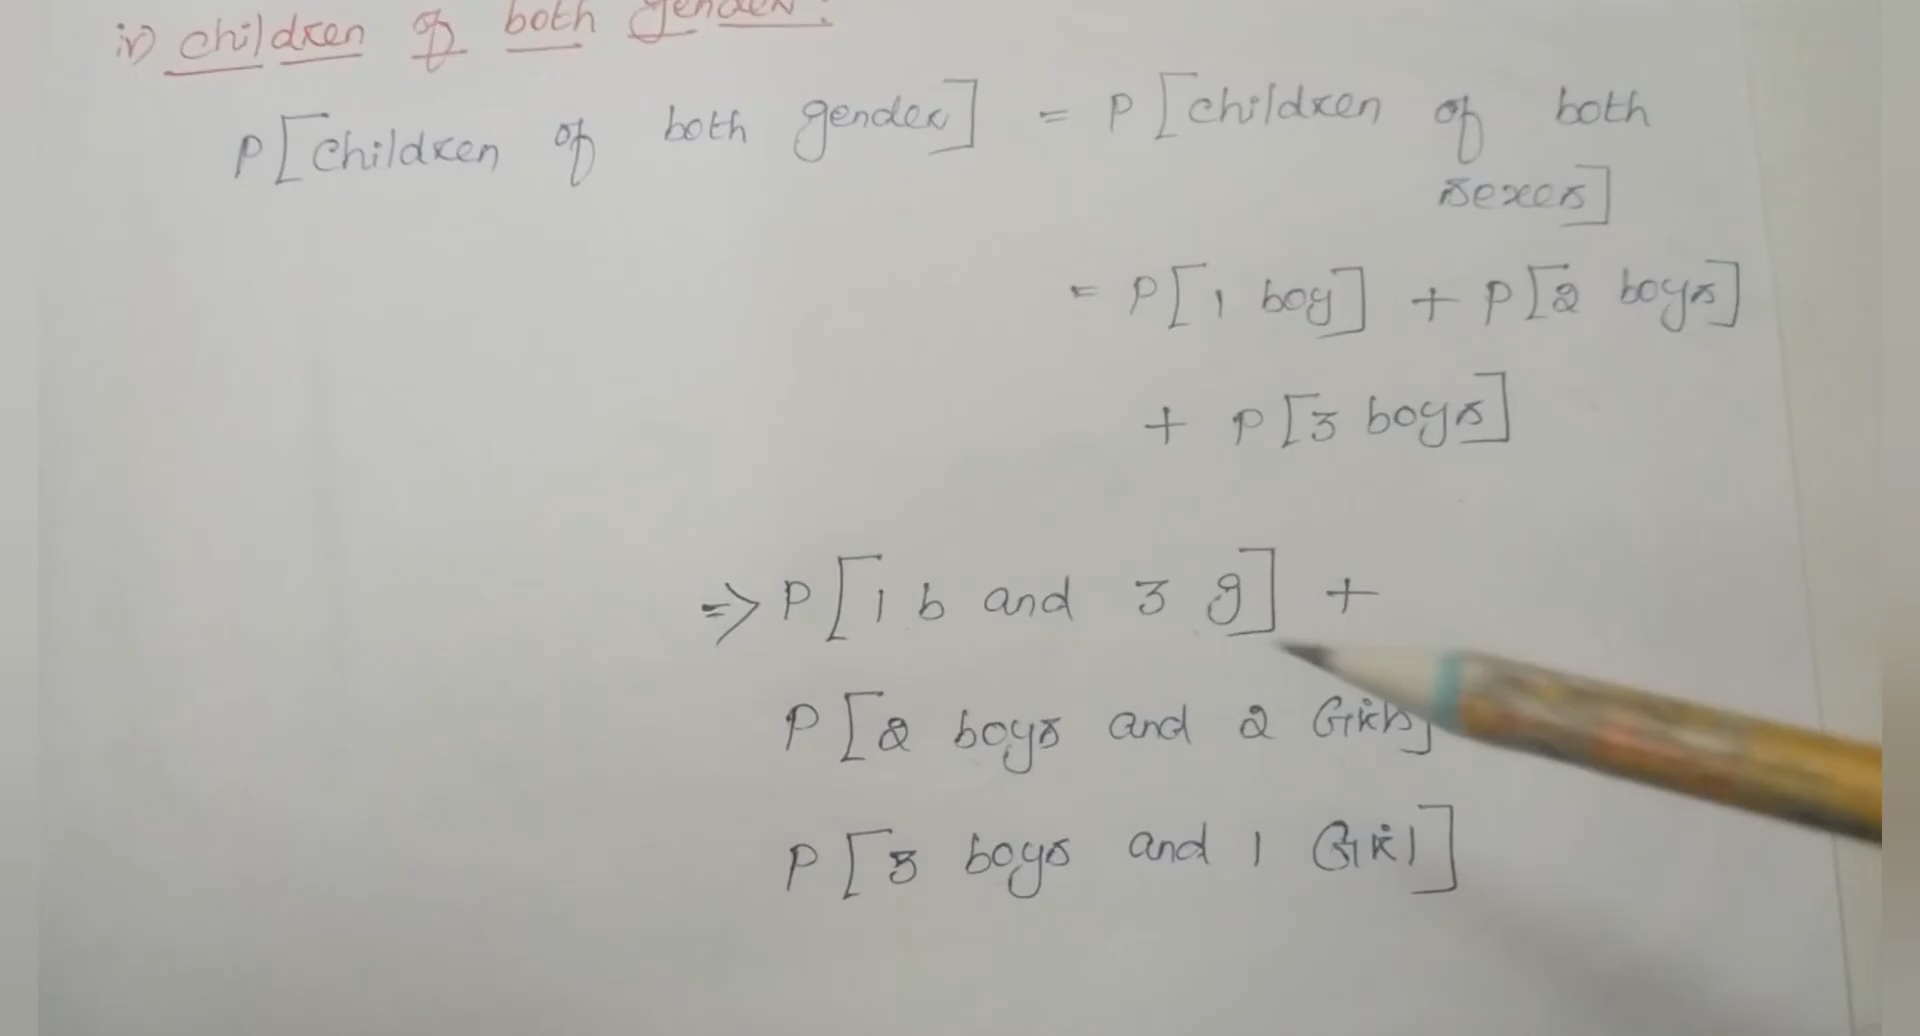 iv) children of both gender:
P[children of both gender] = P[children of both
sexes]
= P[1 boy] + P[2 boys]
+ P[3 boys]
=> P[1 b and 3 g] +
P[2 boys and 2 Girls]
P[3 boys and 1 Girl]